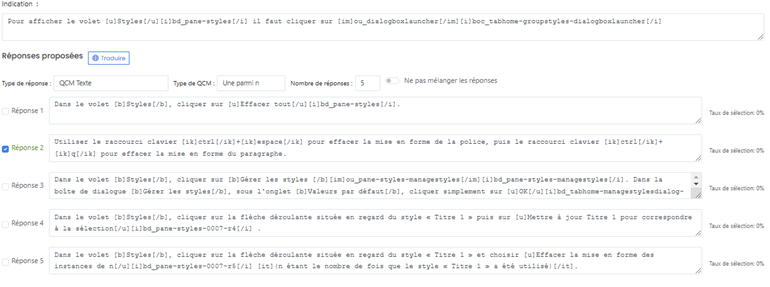 Indication :
Pour afficher le volet [u]Styles[/u][i]bd_pane-styles[/i] il faut cliquer sur [im]ou_dialogboxlauncher[/im][i]boc_tabhome-groupstyles-dialogboxlauncher[/i]
Réponses proposées Traduire
Type de réponse : QCM Texte Type de QCM : Une parmi n Nombre de réponses : 5 Ne pas mélanger les réponses
Réponse 1 Dans le volet [b]Styles[/b], cliquer sur [u]Effacer tout[/u][i]bd_pane-styles[/i]. Taux de sélection: 0%
Réponse 2 Utiliser le raccourci clavier [ik]ctrl[/ik]+[ik]espace[/ik] pour effacer la mise en forme de la police, puis le raccourci clavier [ik]ctrl[/ik]+
[ik]q[/ik] pour effacer la mise en forme du paragraphe. Taux de sélection: 0%
Réponse 3 Dans le volet [b]Styles[/b], cliquer sur [b]Gérer les styles [/b][im]ou_pane-styles-managestyles[/im][i]bd_pane-styles-managestyles[/i]. Dans la
boîte de dialogue [b]Gérer les styles[/b], sous l'onglet [b]Valeurs par défaut[/b], cliquer simplement sur [u]OK[/u][i]bd_tabhome-managestylesdialog- Taux de sélection: 0%
Réponse 4 Dans le volet [b]Styles[/b], cliquer sur la flèche déroulante située en regard du style « Titre 1 » puis sur [u]Mettre à jour Titre 1 pour correspondre
à la sélection[/u][i]bd_pane-styles-0007-r4[/i] . Taux de sélection: 0%
Réponse 5 Dans le volet [b]Styles[/b], cliquer sur la flèche déroulante située en regard du style « Titre 1 » et choisir [u]Effacer la mise en forme des
instances de n[/u][i]bd_pane-styles-0007-r5[/i] [it](n étant le nombre de fois que le style « Titre 1 » a été utilisé)[/it]. Taux de sélection: 0%